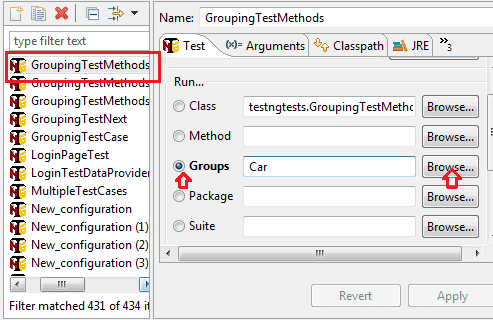 type filter text
GroupingTestMethods
GroupingTestMethods
GroupingTestMethods
GroupingTestNext
GroupnigTestCase
LoginPageTest
LoginTestDataProvider
MultipleTestCases
New_configuration
New_configuration (1)
New_configuration (2)
New_configuration (3)
Filter matched 431 of 434 it
Name: GroupingTestMethods
Test (x)= Arguments Classpath JRE »3
Run...
Class testngtests.GroupingTestMetho Browse...
Method Browse...
Groups Car Browse...
Package Browse...
Suite Browse...
Revert Apply